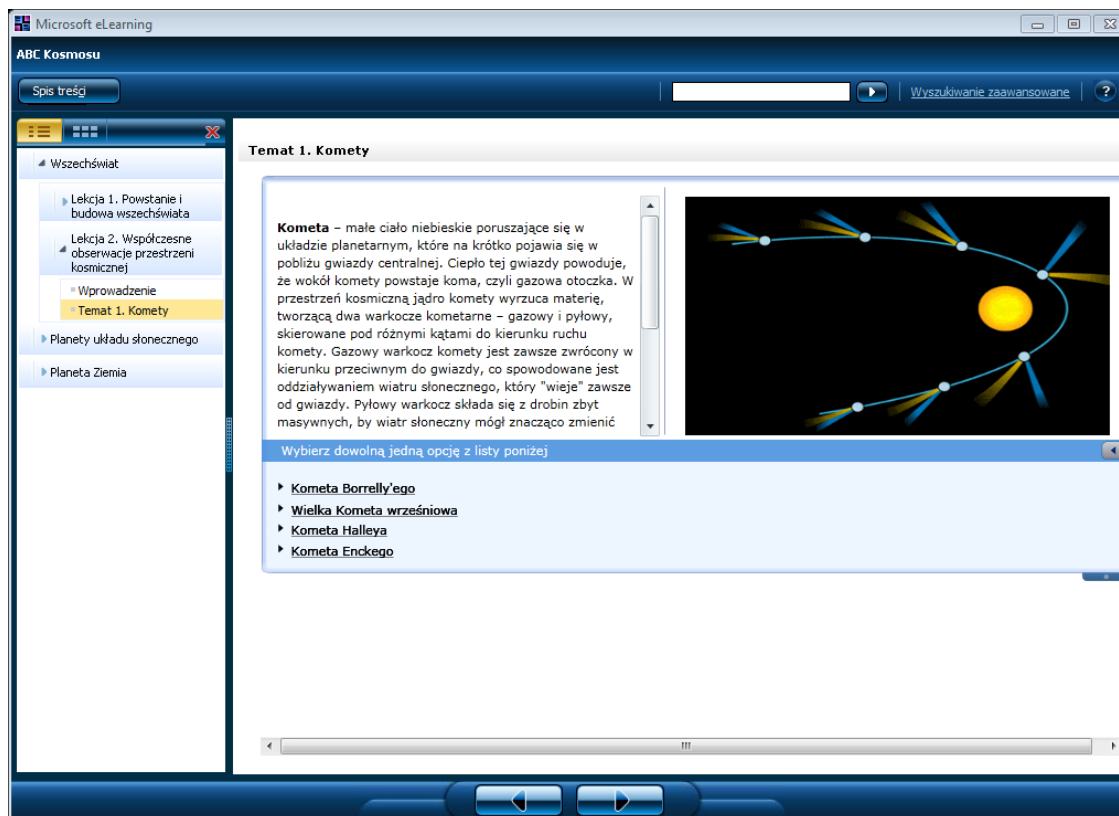 Microsoft eLearning
ABC Kosmosu
Spis treści
Wyszukiwanie zaawansowane
?
Wszechświat
Lekcja 1. Powstanie i
budowa wszechświata
Lekcja 2. Współczesne
obserwacje przestrzeni
kosmicznej
Wprowadzenie
Temat 1. Komety
Planety układu słonecznego
Planeta Ziemia
Temat 1. Komety
Kometa – małe ciało niebieskie poruszające się w
układzie planetarnym, które na krótko pojawia się w
pobliżu gwiazdy centralnej. Ciepło tej gwiazdy powoduje,
że wokół komety powstaje koma, czyli gazowa otoczka. W
przestrzeń kosmiczną jądro komety wyrzuca materię,
tworzącą dwa warkocze kometarne – gazowy i pyłowy,
skierowane pod różnymi kątami do kierunku ruchu
komety. Gazowy warkocz komety jest zawsze zwrócony w
kierunku przeciwnym do gwiazdy, co spowodowane jest
oddziaływaniem wiatru słonecznego, który "wieje" zawsze
od gwiazdy. Pyłowy warkocz składa się z drobin zbyt
masywnych, by wiatr słoneczny mógł znacząco zmienić
Wybierz dowolną jedną opcję z listy poniżej
Kometa Borrelly'ego
Wielka Kometa wrześniowa
Kometa Halleya
Kometa Enckego